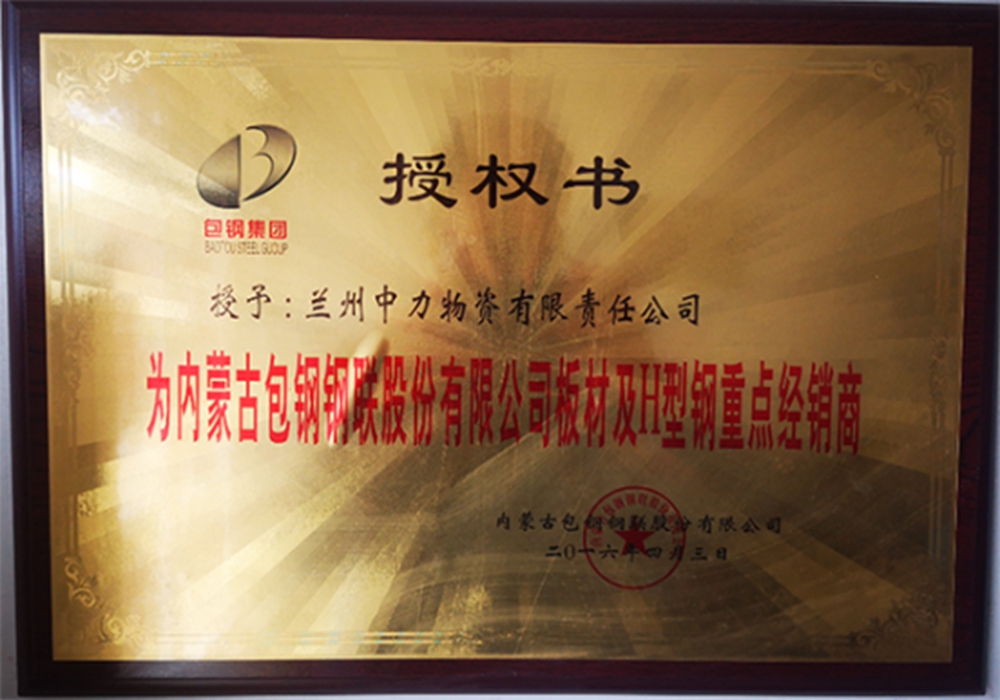 授权书
包钢集团
BAOTOU STEEL GUOUP
授予：兰州中力物资有限责任公司
为内蒙古包钢钢联股份有限公司板材及H型钢重点经销商
内蒙古包钢钢联股份有限公司
二〇一六年四月三日